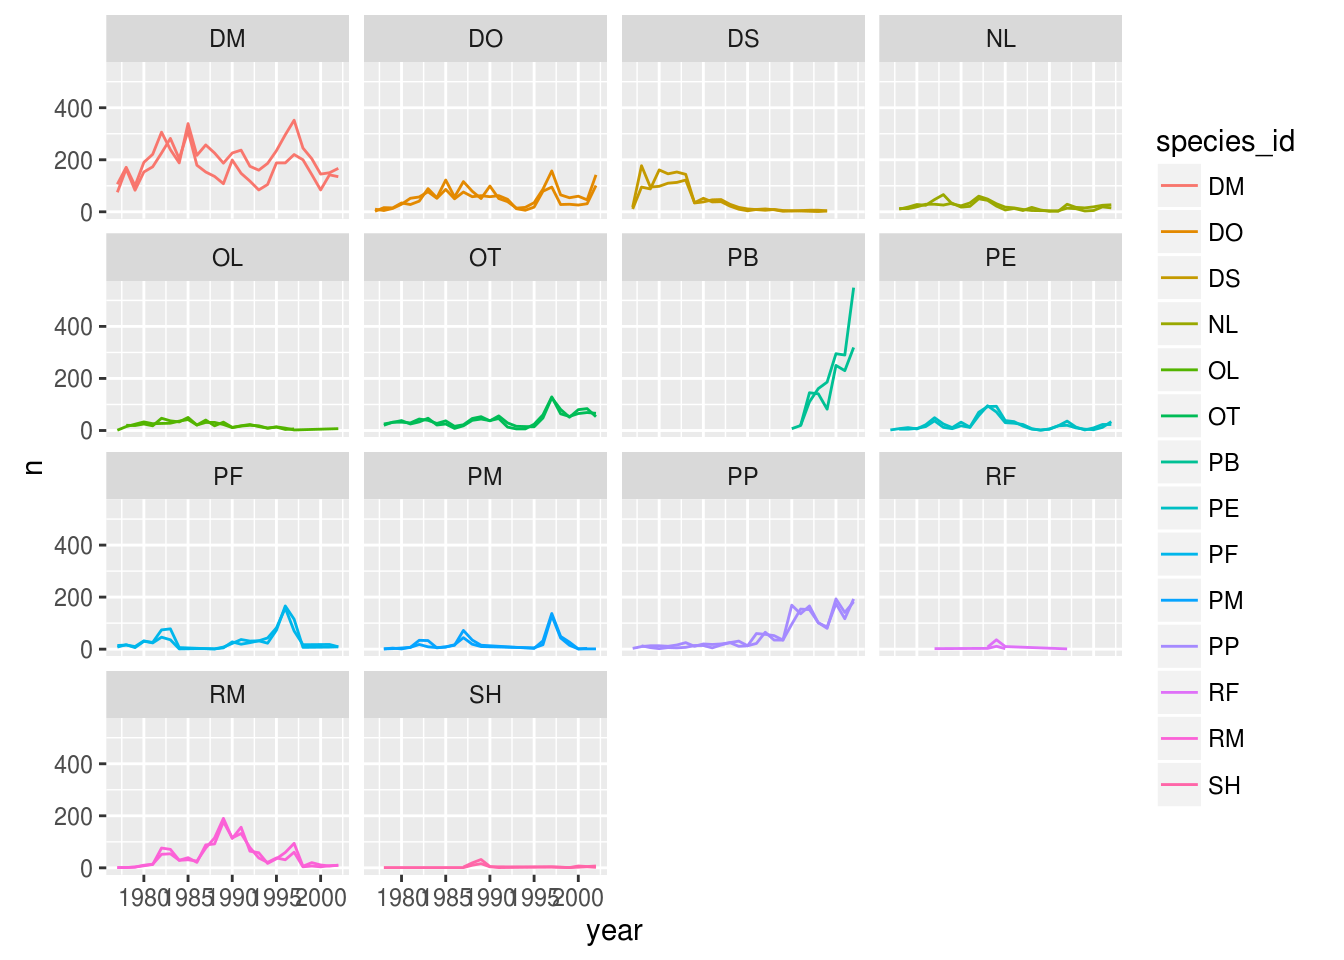 DM DO DS NL
400
200
0
OL OT PB PE
400
200
0
PF PM PP RF
400
200
0
RM SH
400
200
0
1980 1985 1990 1995 2000 1980 1985 1990 1995 2000
year
n
species_id
DM
DO
DS
NL
OL
OT
PB
PE
PF
PM
PP
RF
RM
SH